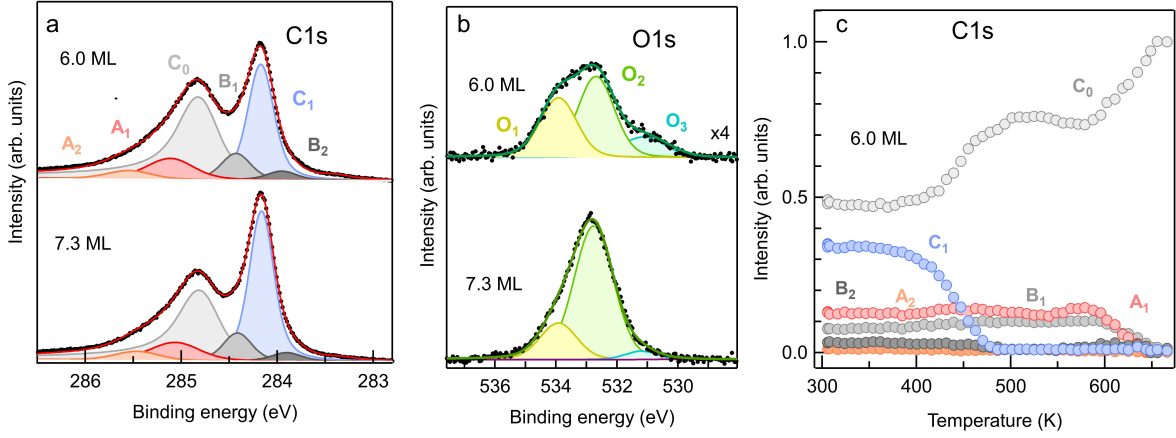 a
C1s
6.0 ML
C0
B1
C1
A1
A2
B2
7.3 ML
Intensity (arb. units)
286
285
284
283
Binding energy (eV)
b
O1s
6.0 ML
O2
O1
O3
x4
7.3 ML
Intensity (arb. units)
536
534
532
530
Binding energy (eV)
c
C1s
1.0
C0
6.0 ML
0.5
C1
B2
A2
B1
A1
0.0
Intensity (arb. units)
300
400
500
600
Temperature (K)